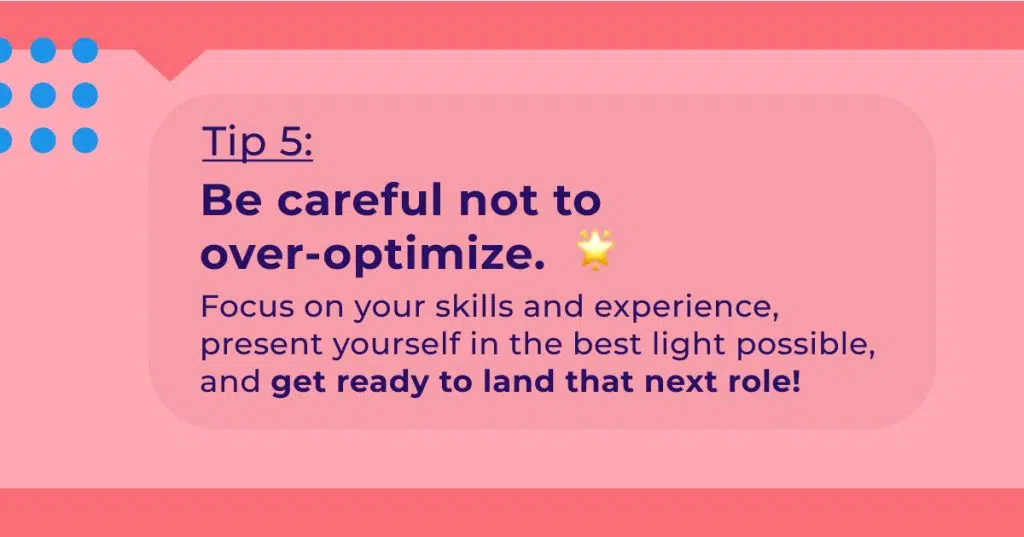 Tip 5:
Be careful not to
over-optimize. 🌟
Focus on your skills and experience,
present yourself in the best light possible,
and get ready to land that next role!